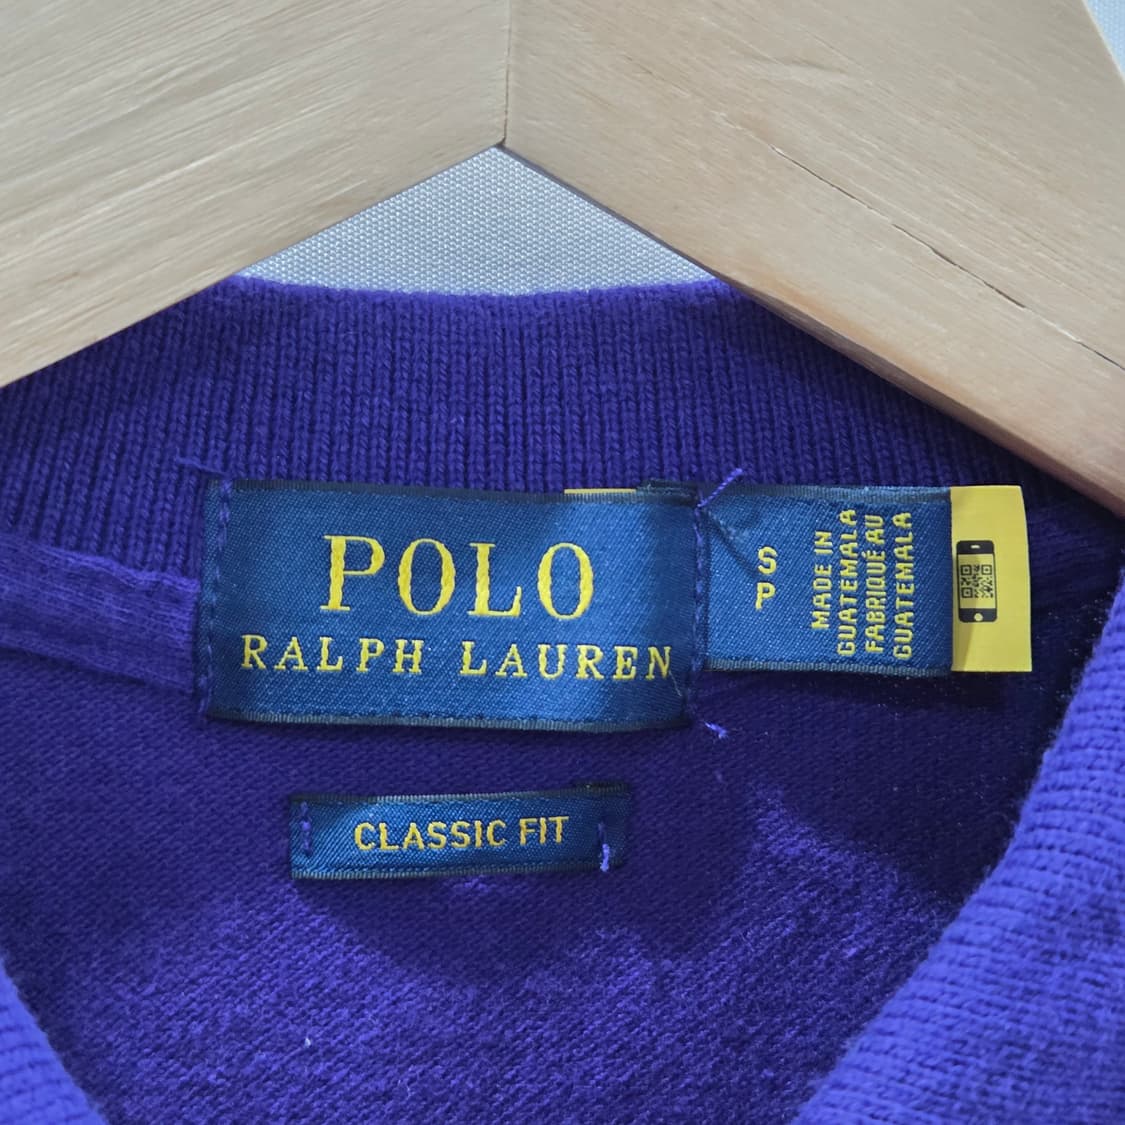 POLO
RALPH LAUREN
S
P
MADE IN
GUATEMALA
FABRIQUÉ AU
GUATEMALA
CLASSIC FIT